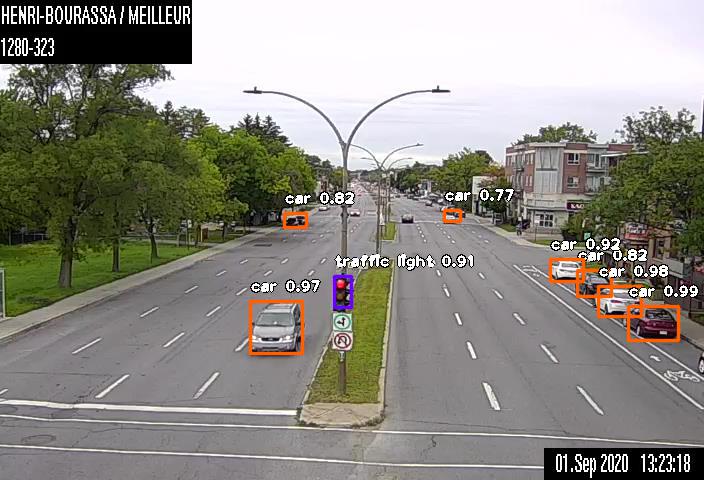 HENRI-BOURASSA / MEILLEUR
1280-323
car 0.82
car 0.77
car 0.92
car 0.82
traffic light 0.91
car 0.98
car 0.97
car 0.99
01.Sep 2020 13:23:18